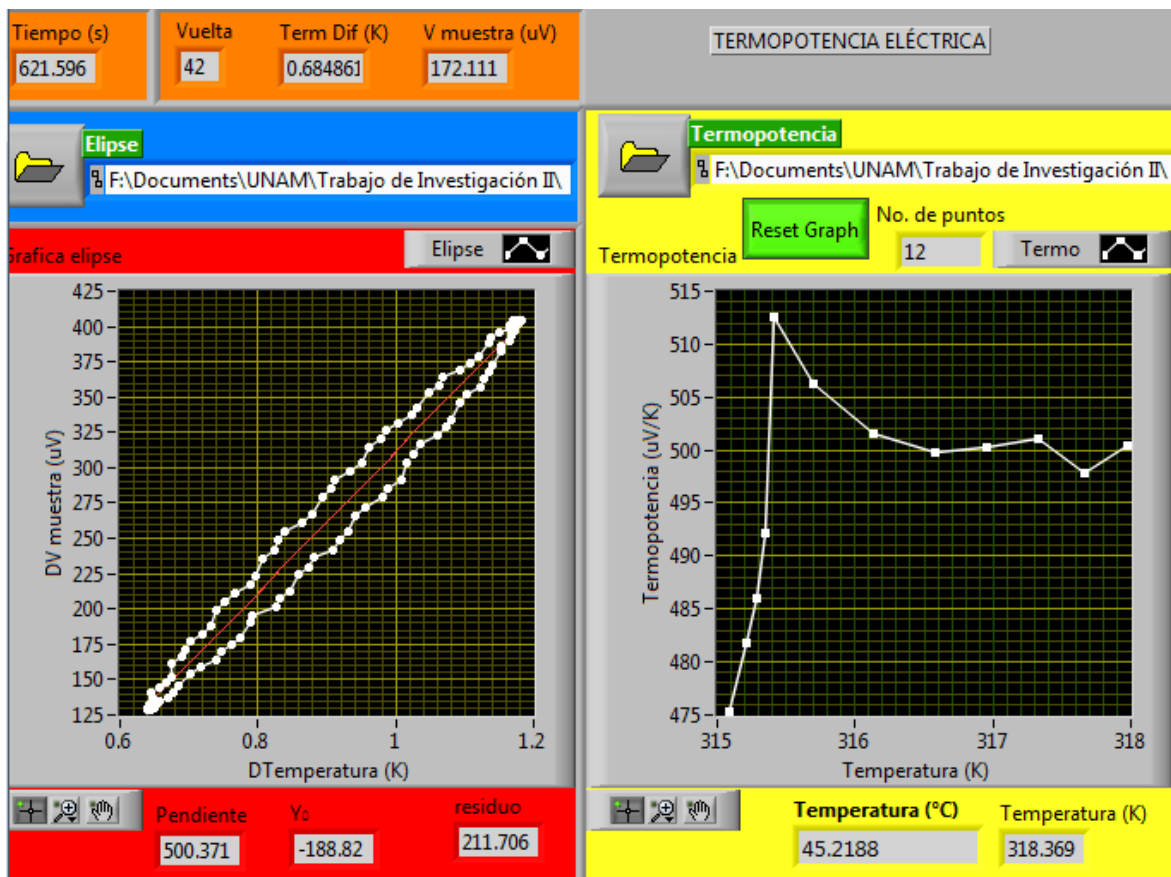 Tiempo (s)
621.596
Vuelta
42
Term Dif (K)
0.684861
V muestra (uV)
172.111
TERMOPOTENCIA ELÉCTRICA
Elipse
F:\Documents\UNAM\Trabajo de Investigación II\
Termopotencia
F:\Documents\UNAM\Trabajo de Investigación II\
Reset Graph
No. de puntos
12
Grafica elipse
Elipse
Termopotencia
Termo
425
400
375
350
325
300
275
250
225
200
175
150
125
DV muestra (uV)
0.6 0.8 1 1.2
DTemperatura (K)
515
510
505
500
495
490
485
480
475
Termopotencia (uV/K)
315 316 317 318
Temperatura (K)
Pendiente
500.371
Y₀
-188.82
residuo
211.706
Temperatura (°C)
45.2188
Temperatura (K)
318.369